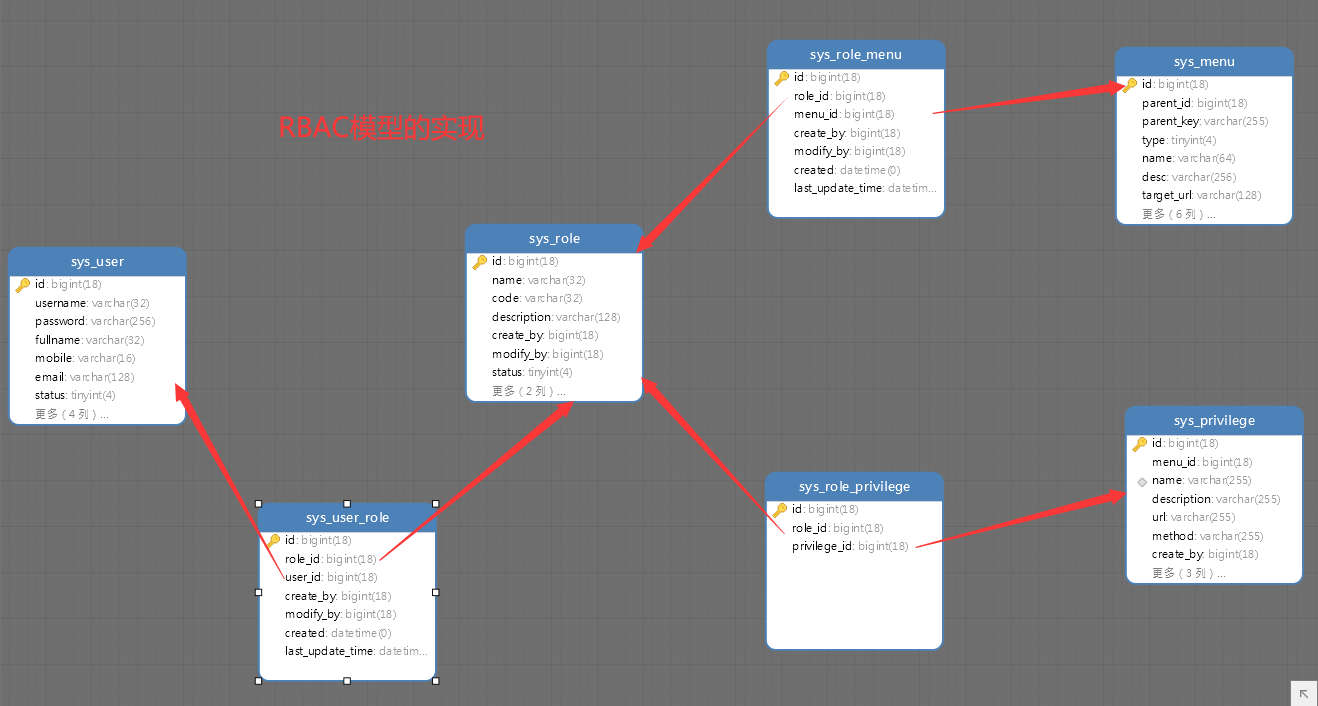 RBAC模型的实现
sys_user
id: bigint(18)
username: varchar(32)
password: varchar(256)
fullname: varchar(32)
mobile: varchar(16)
email: varchar(128)
status: tinyint(4)
更多 ( 4 列 ) ...
sys_user_role
id: bigint(18)
role_id: bigint(18)
user_id: bigint(18)
create_by: bigint(18)
modify_by: bigint(18)
created: datetime(0)
last_update_time: datetim...
sys_role
id: bigint(18)
name: varchar(32)
code: varchar(32)
description: varchar(128)
create_by: bigint(18)
modify_by: bigint(18)
status: tinyint(4)
更多 ( 2 列 ) ...
sys_role_menu
id: bigint(18)
role_id: bigint(18)
menu_id: bigint(18)
create_by: bigint(18)
modify_by: bigint(18)
created: datetime(0)
last_update_time: datetim...
sys_menu
id: bigint(18)
parent_id: bigint(18)
parent_key: varchar(255)
type: tinyint(4)
name: varchar(64)
desc: varchar(256)
target_url: varchar(128)
更多 ( 6 列 ) ...
sys_role_privilege
id: bigint(18)
role_id: bigint(18)
privilege_id: bigint(18)
sys_privilege
id: bigint(18)
menu_id: bigint(18)
name: varchar(255)
description: varchar(255)
url: varchar(255)
method: varchar(255)
create_by: bigint(18)
更多 ( 3 列 ) ...